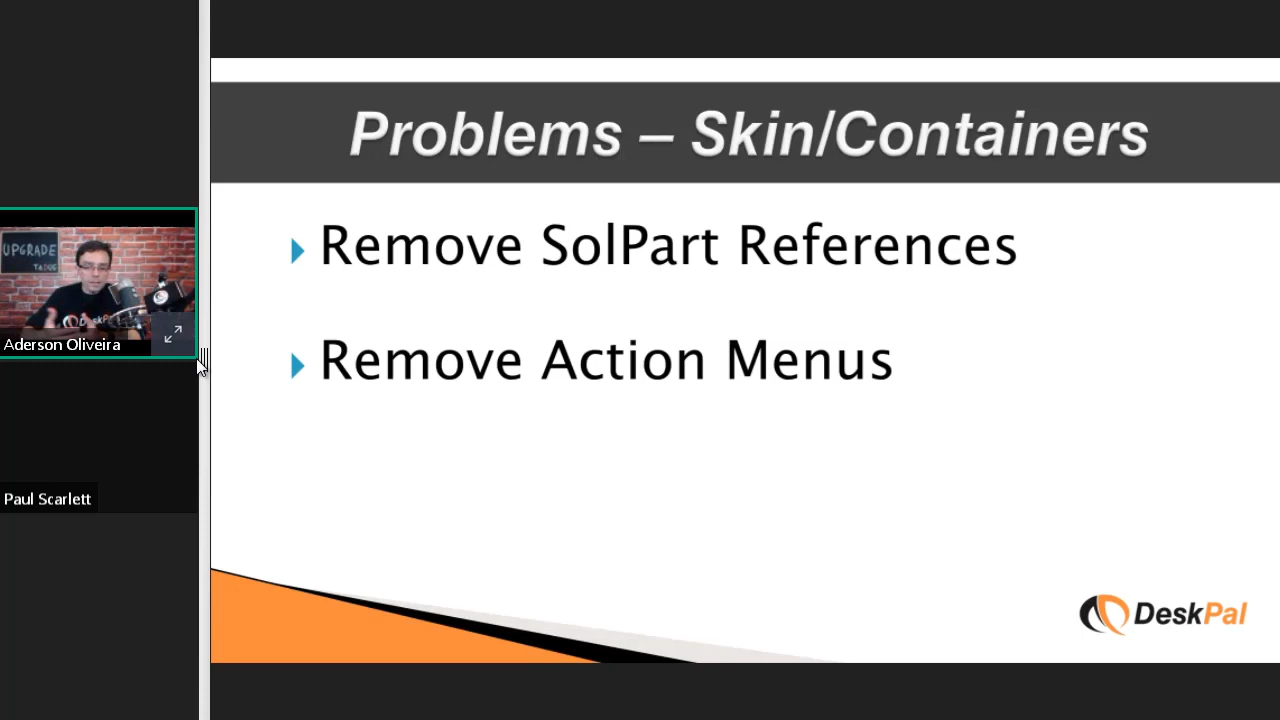 Problems – Skin/Containers
Remove SolPart References
Remove Action Menus
UPGRADE
Aderson Oliveira
Paul Scarlett
DeskPal